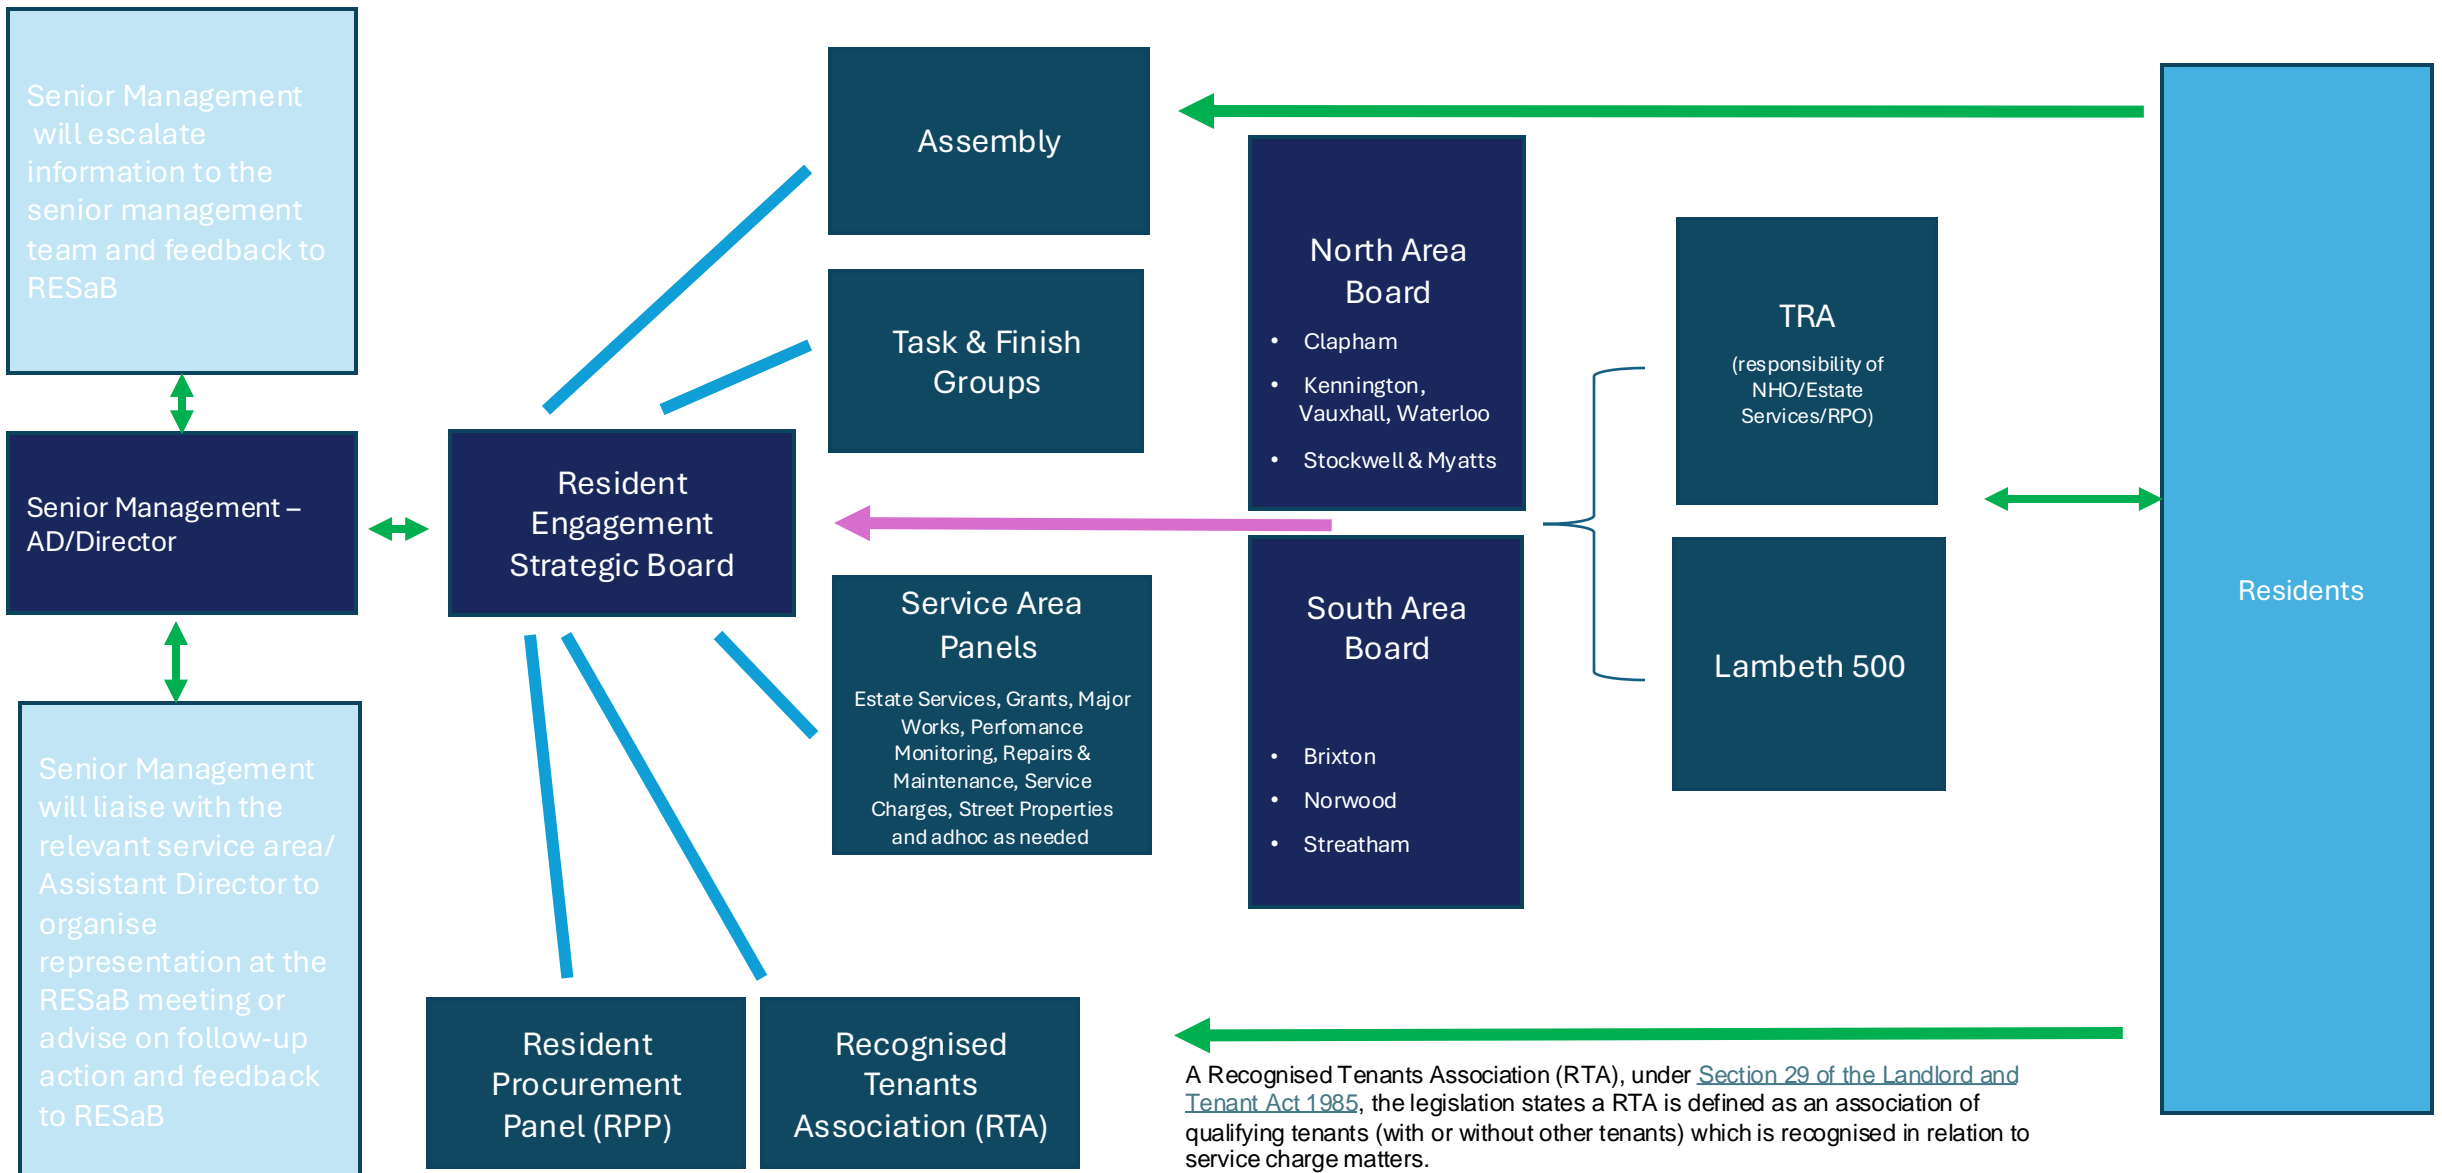 Senior Management
will escalate
information to the
senior management
team and feedback to
RESaB
Senior Management –
AD/Director
Senior Management
will liaise with the
relevant service area/
Assistant Director to
organise
representation at the
RESaB meeting or
advise on follow-up
action and feedback
to RESaB
Resident
Engagement
Strategic Board
Assembly
Task & Finish
Groups
Service Area
Panels
Estate Services, Grants, Major
Works, Perfomance
Monitoring, Repairs &
Maintenance, Service
Charges, Street Properties
and adhoc as needed
Resident
Procurement
Panel (RPP)
Recognised
Tenants
Association (RTA)
North Area
Board
• Clapham
• Kennington,
Vauxhall, Waterloo
• Stockwell & Myatts
South Area
Board
• Brixton
• Norwood
• Streatham
TRA
(responsibility of
NHO/Estate
Services/RPO)
Lambeth 500
Residents
A Recognised Tenants Association (RTA), under Section 29 of the Landlord and
Tenant Act 1985, the legislation states a RTA is defined as an association of
qualifying tenants (with or without other tenants) which is recognised in relation to
service charge matters.